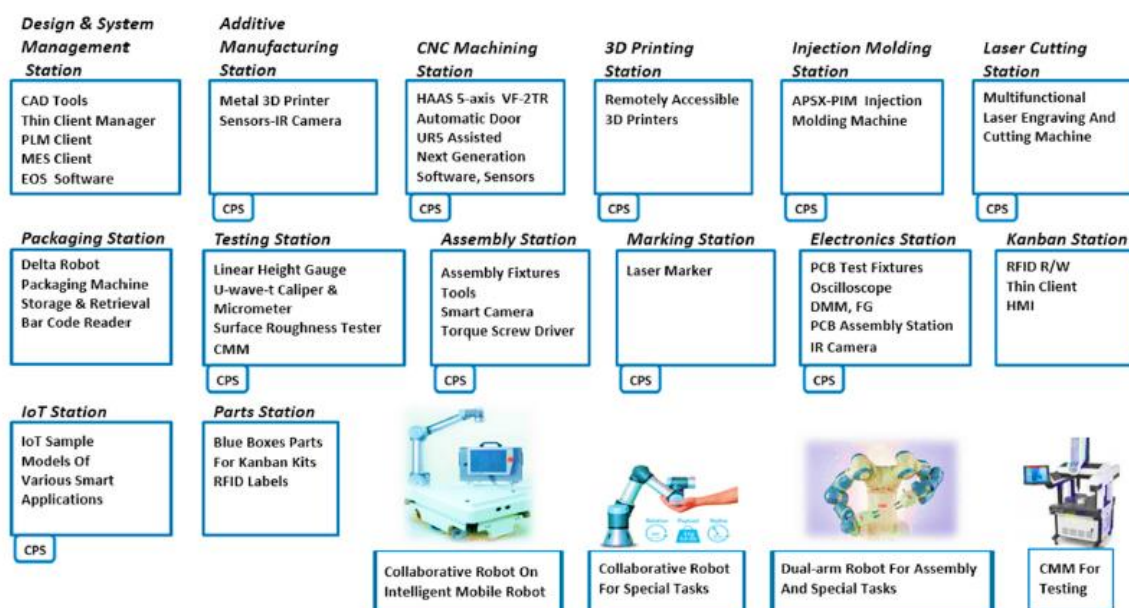 Design & System
Management
Station
CAD Tools
Thin Client Manager
PLM Client
MES Client
EOS Software
Additive
Manufacturing
Station
Metal 3D Printer
Sensors-IR Camera
CPS
CNC Machining
Station
HAAS 5-axis VF-2TR
Automatic Door
UR5 Assisted
Next Generation
Software, Sensors
CPS
3D Printing
Station
Remotely Accessible
3D Printers
CPS
Injection Molding
Station
APSX-PIM Injection
Molding Machine
CPS
Laser Cutting
Station
Multifunctional
Laser Engraving And
Cutting Machine
CPS
Packaging Station
Delta Robot
Packaging Machine
Storage & Retrieval
Bar Code Reader
Testing Station
Linear Height Gauge
U-wave-t Caliper &
Micrometer
Surface Roughness Tester
CMM
CPS
Assembly Station
Assembly Fixtures
Tools
Smart Camera
Torque Screw Driver
CPS
Marking Station
Laser Marker
CPS
Electronics Station
PCB Test Fixtures
Oscilloscope
DMM, FG
PCB Assembly Station
IR Camera
CPS
Kanban Station
RFID R/W
Thin Client
HMI
IoT Station
IoT Sample
Models Of
Various Smart
Applications
CPS
Parts Station
Blue Boxes Parts
For Kanban Kits
RFID Labels
Collaborative Robot On
Intelligent Mobile Robot
Rotation
Payload
Radius
Collaborative Robot
For Special Tasks
Dual-arm Robot For Assembly
And Special Tasks
CMM For
Testing